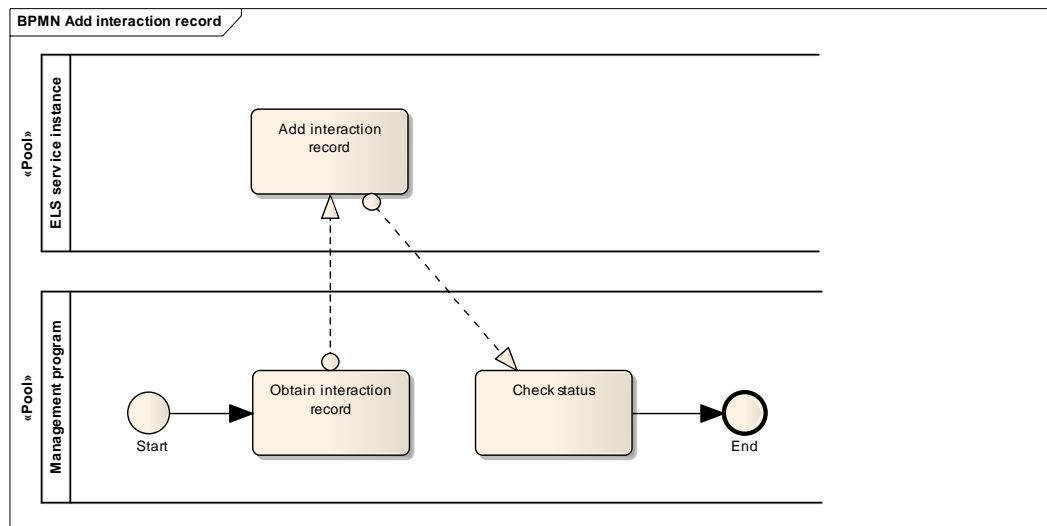 BPMN Add interaction record
«Pool»
ELS service instance
Add interaction
record
«Pool»
Management program
Start
Obtain interaction
record
Check status
End